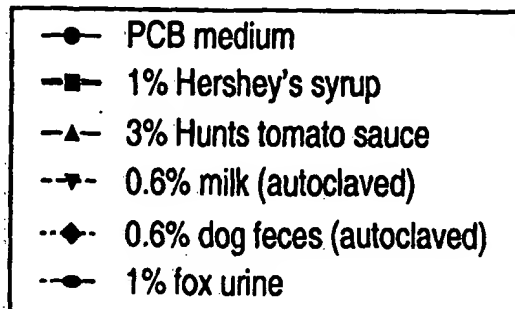 PCB medium
1% Hershey's syrup
3% Hunts tomato sauce
0.6% milk (autoclaved)
0.6% dog feces (autoclaved)
1% fox urine